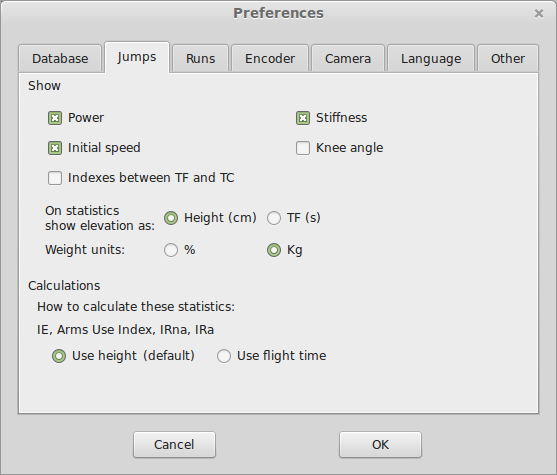 Preferences
Database Jumps Runs Encoder Camera Language Other
Show
Power Stiffness
Initial speed Knee angle
Indexes between TF and TC
On statistics
show elevation as: Height (cm) TF (s)
Weight units: % Kg
Calculations
How to calculate these statistics:
IE, Arms Use Index, IRna, IRa
Use height (default) Use flight time
Cancel OK